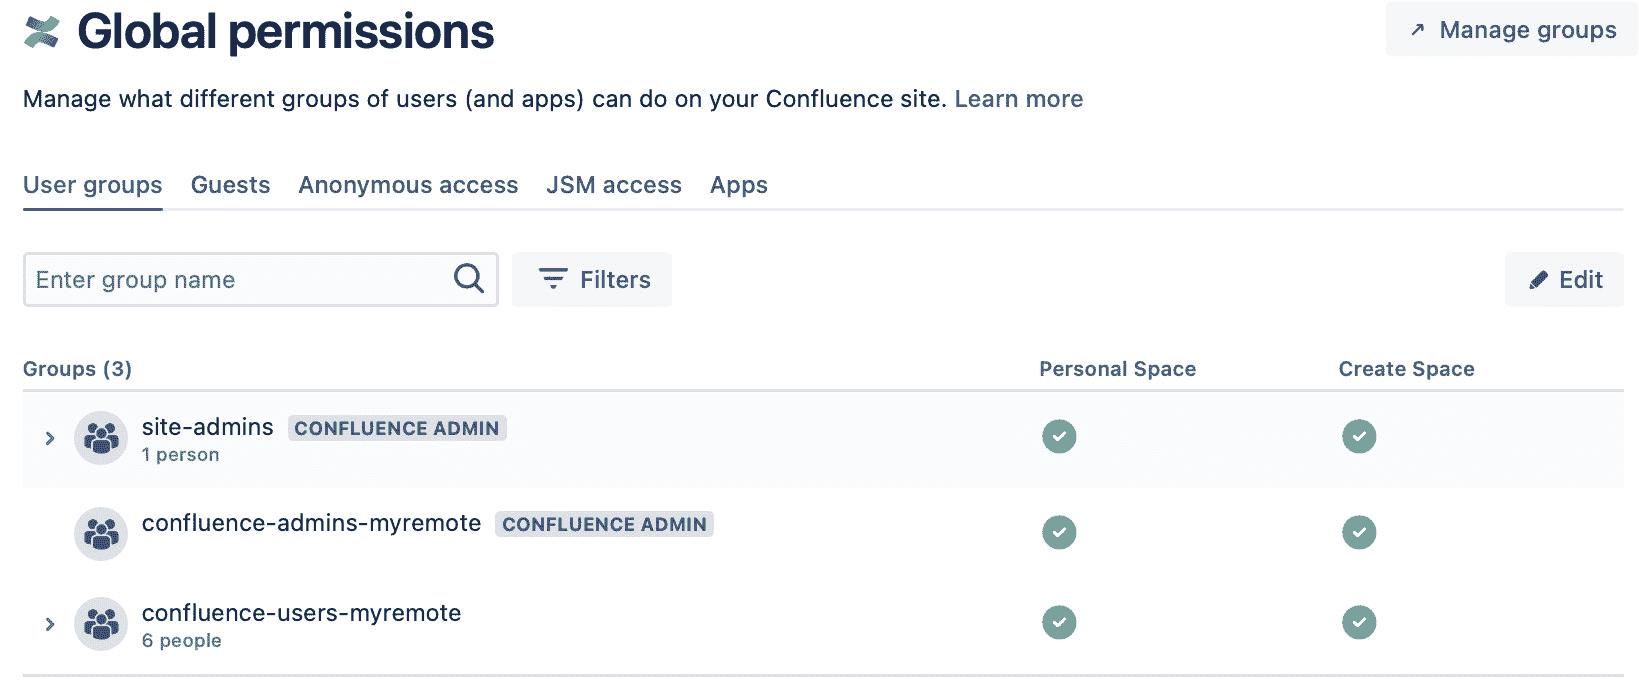 Global permissions
Manage groups
Manage what different groups of users (and apps) can do on your Confluence site. Learn more
User groups Guests Anonymous access JSM access Apps
Enter group name Filters Edit
Groups (3) Personal Space Create Space
site-admins CONFLUENCE ADMIN
1 person
confluence-admins-myremote CONFLUENCE ADMIN
confluence-users-myremote
6 people